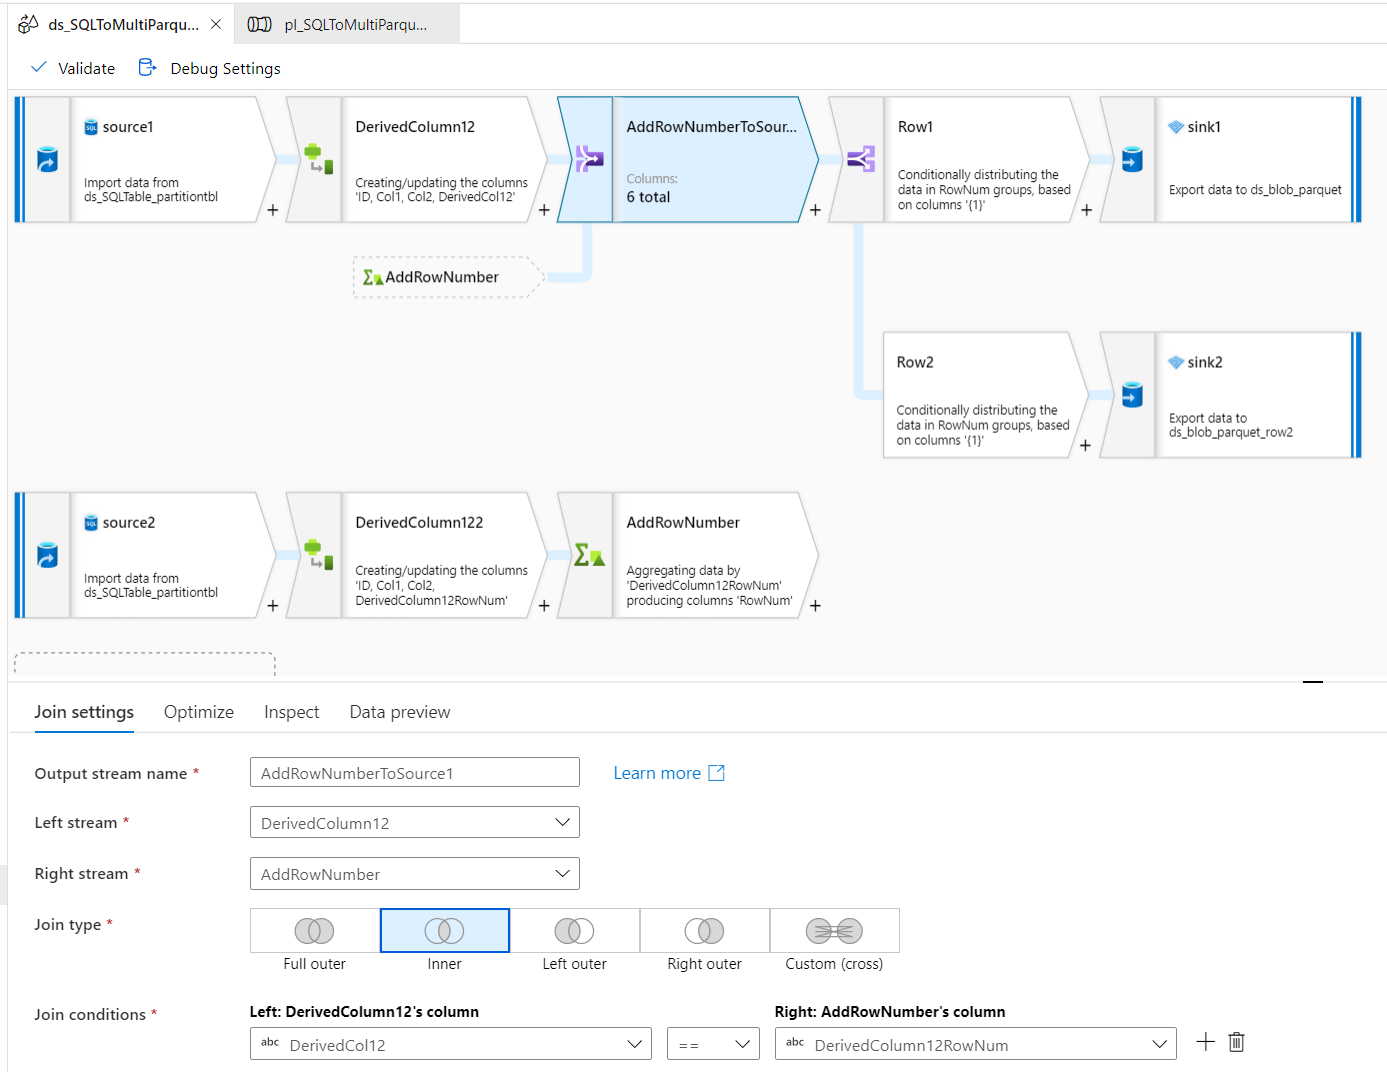 ds_SQLToMultiParqu...
pl_SQLToMultiParqu...
Validate
Debug Settings
source1
Import data from
ds_SQLTable_partitiontbl
+
DerivedColumn12
Creating/updating the columns
'ID, Col1, Col2, DerivedCol12'
+
AddRowNumberToSour...
Columns:
6 total
+
Row1
Conditionally distributing the
data in RowNum groups, based
on columns '{1}'
+
sink1
Export data to ds_blob_parquet
AddRowNumber
Row2
Conditionally distributing the
data in RowNum groups, based
on columns '{1}'
+
sink2
Export data to
ds_blob_parquet_row2
source2
Import data from
ds_SQLTable_partitiontbl
+
DerivedColumn122
Creating/updating the columns
'ID, Col1, Col2,
DerivedColumn12RowNum'
+
AddRowNumber
Aggregating data by
'DerivedColumn12RowNum'
producing columns 'RowNum'
+
Join settings Optimize Inspect Data preview
Output stream name * AddRowNumberToSource1 Learn more
Left stream * DerivedColumn12
Right stream * AddRowNumber
Join type *
Full outer Inner Left outer Right outer Custom (cross)
Join conditions * Left: DerivedColumn12's column Right: AddRowNumber's column
abc DerivedCol12 == abc DerivedColumn12RowNum